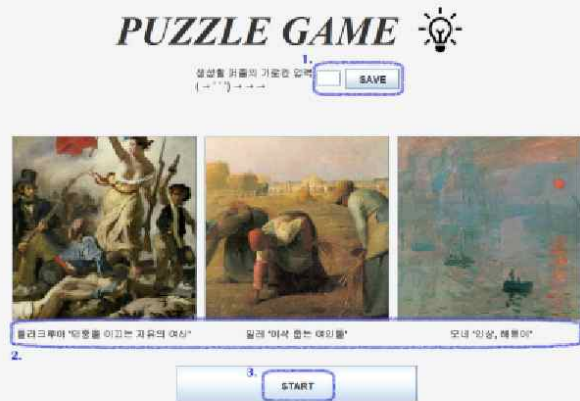 PUZZLE GAME
1.
생성할 퍼즐의 가로칸 입력
SAVE
들라크루아 "민중을 이끄는 자유의 여신"
밀레 "이삭 줍는 여인들"
모네 "인상, 해돋이"
2.
3.
START